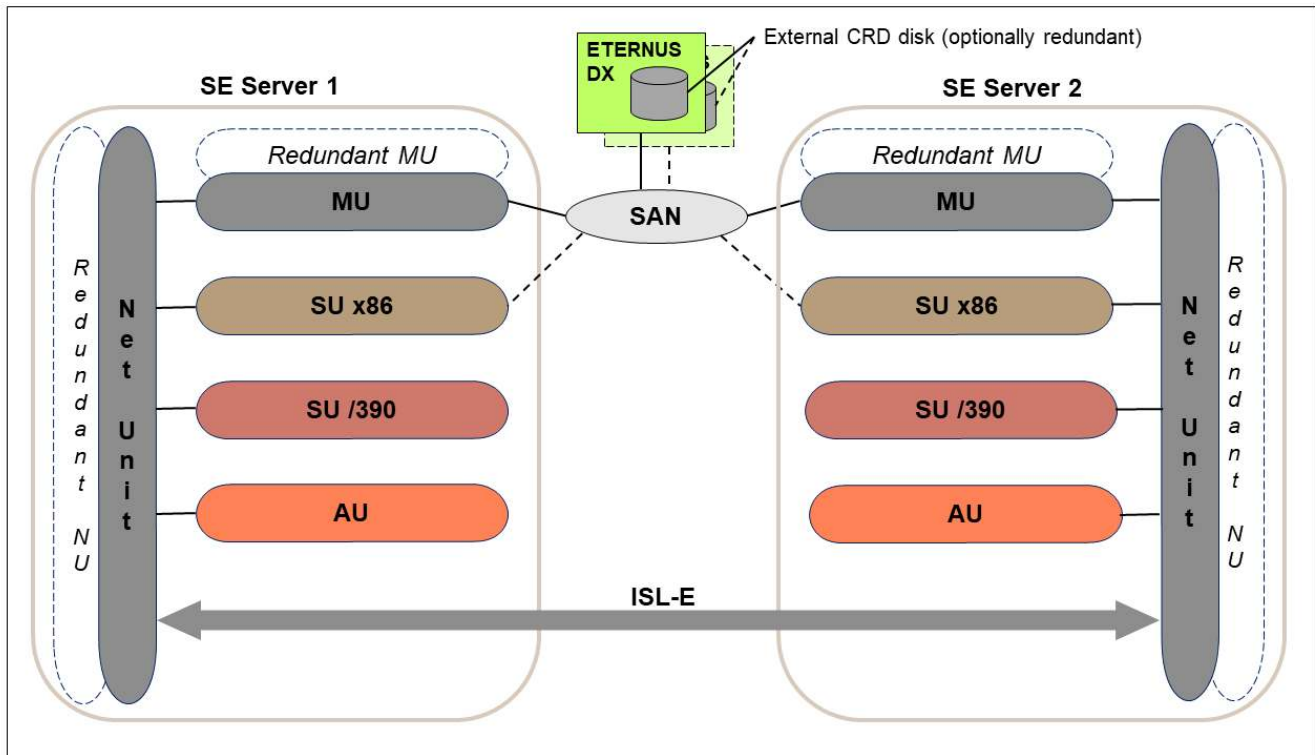 External CRD disk (optionally redundant)
ETERNUS
DX
S
SE Server 1
SE Server 2
Redundant MU
Redundant MU
MU
SAN
MU
SU x86
SU x86
SU /390
SU /390
AU
AU
ISL-E
Redundant NU
Net Unit
Net Unit
Redundant NU